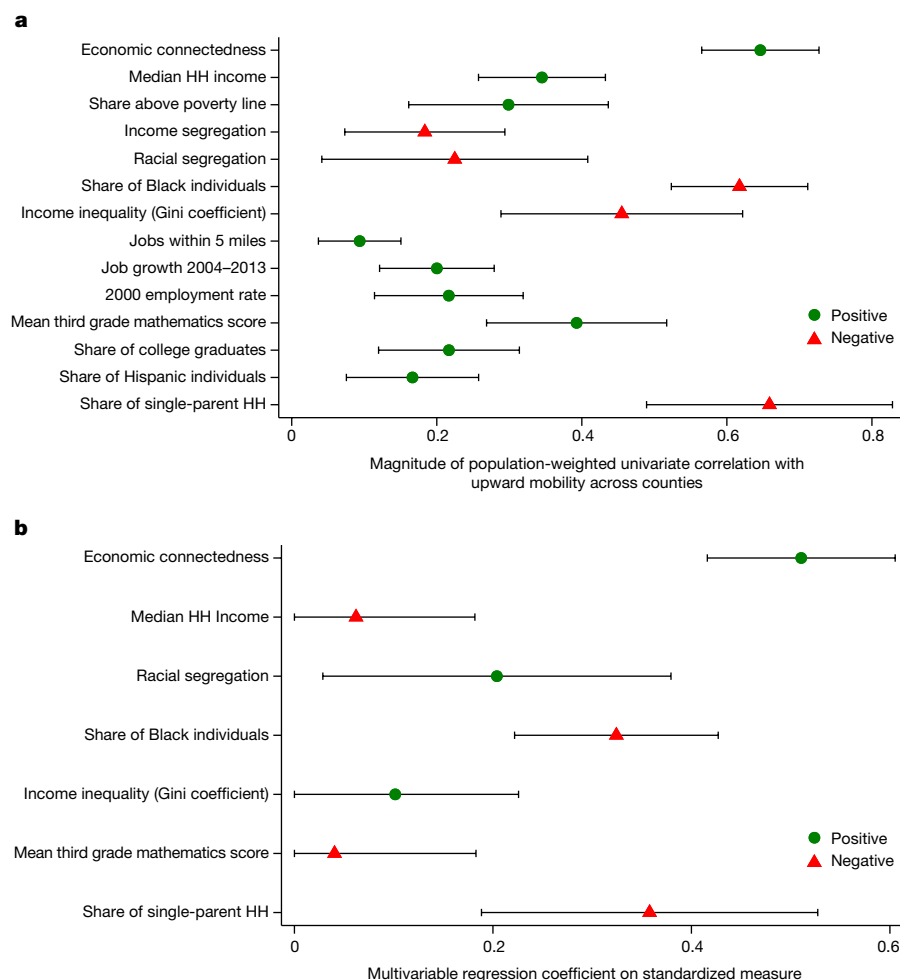 a
Economic connectedness
Median HH income
Share above poverty line
Income segregation
Racial segregation
Share of Black individuals
Income inequality (Gini coefficient)
Jobs within 5 miles
Job growth 2004–2013
2000 employment rate
Mean third grade mathematics score
Share of college graduates
Share of Hispanic individuals
Share of single-parent HH
Positive
Negative
0 0.2 0.4 0.6 0.8
Magnitude of population-weighted univariate correlation with
upward mobility across counties
b
Economic connectedness
Median HH Income
Racial segregation
Share of Black individuals
Income inequality (Gini coefficient)
Mean third grade mathematics score
Share of single-parent HH
Positive
Negative
0 0.2 0.4 0.6
Multivariable regression coefficient on standardized measure